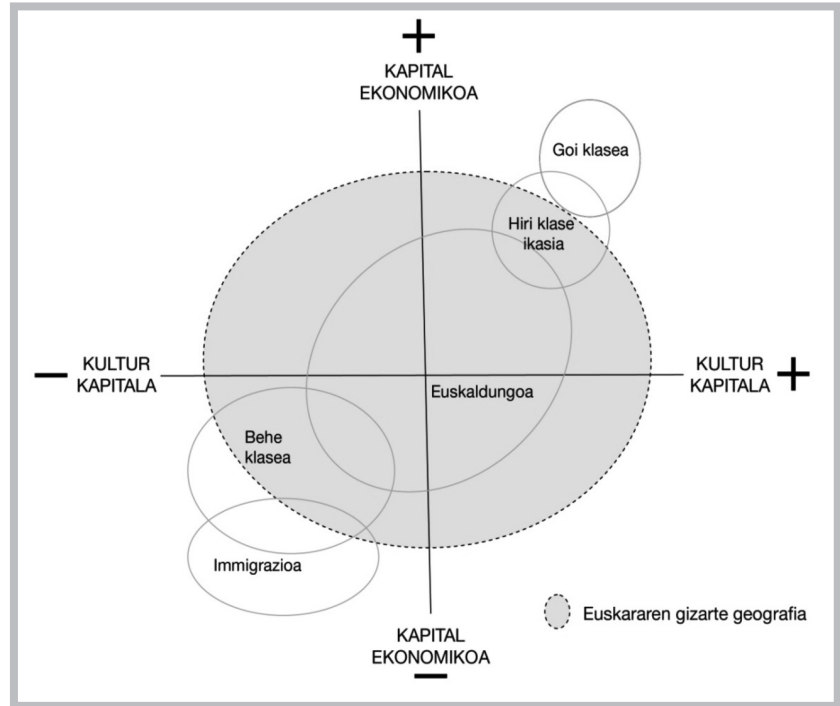 +
KAPITAL
EKONOMIKOA
Goi klasea
Hiri klase
ikasia
− KULTUR
KAPITALA
KULTUR
KAPITALA +
Euskaldungoa
Behe
klasea
Immigrazioa
Euskararen gizarte geografia
KAPITAL
EKONOMIKOA
−